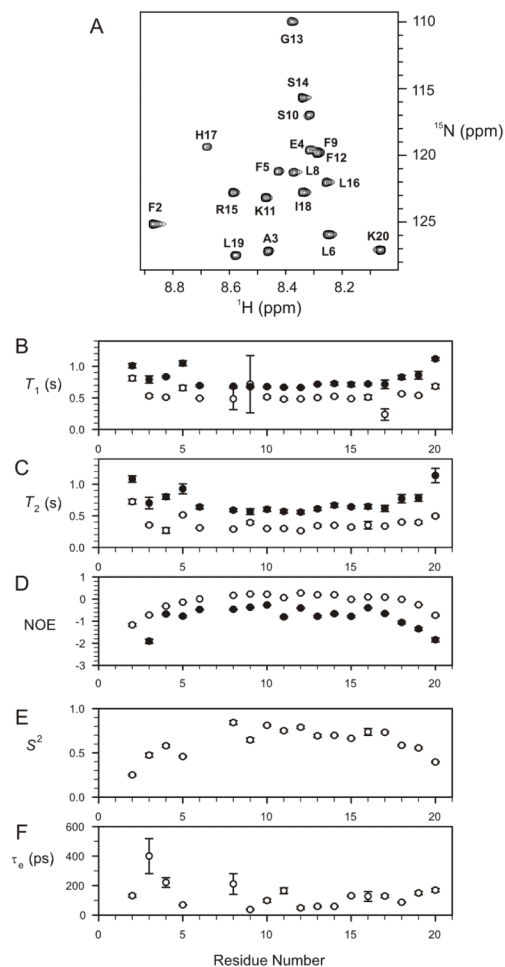 A
G13
S14
S10
E4
F9
F12
H17
F5
L8
L16
F2
R15
K11
I18
L19
A3
L6
K20
110
115
120
125
¹⁵N (ppm)
8.8 8.6 8.4 8.2
¹H (ppm)
B
T₁ (s)
1.0
0.5
0.0
0 5 10 15 20
C
T₂ (s)
1.0
0.5
0.0
0 5 10 15 20
D
NOE
1
0
-1
-2
-3
0 5 10 15 20
E
S²
1.0
0.5
0.0
0 5 10 15 20
F
τₑ (ps)
600
400
200
0
0 5 10 15 20
Residue Number